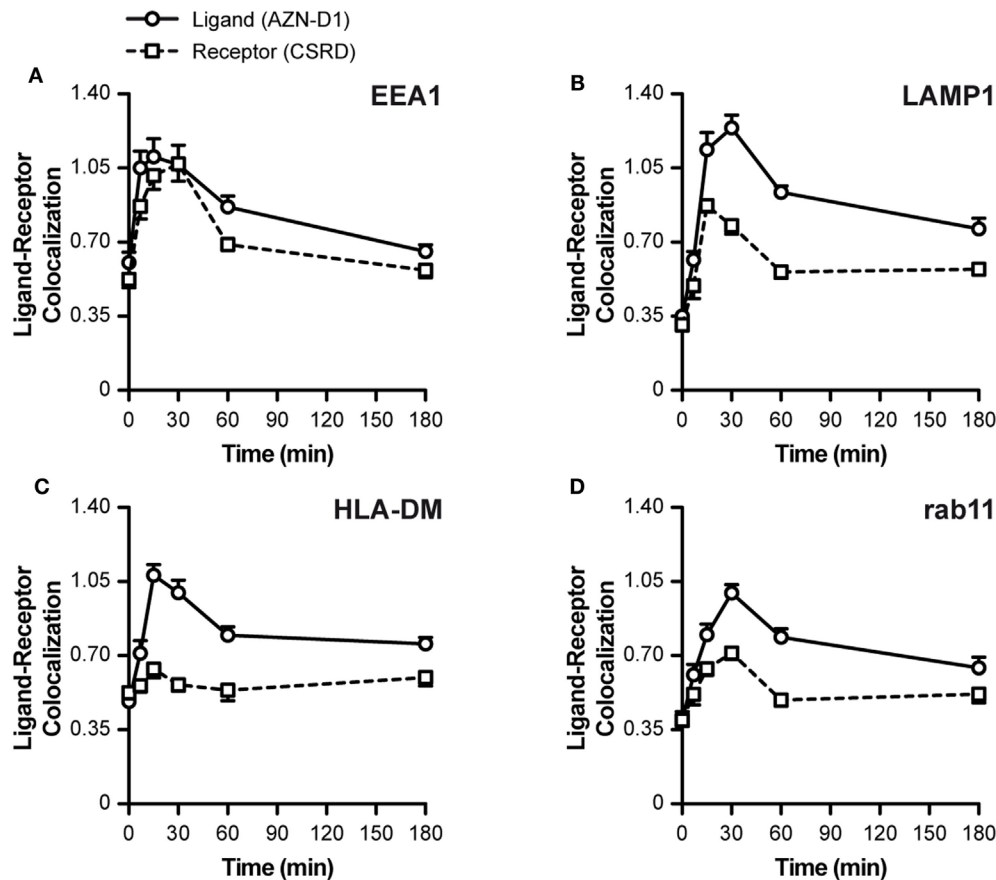 Ligand (AZN-D1)
Receptor (CSRD)
A
EEA1
1.40
1.05
0.70
0.35
0
Ligand-Receptor
Colocalization
0 30 60 90 120 150 180
Time (min)
B
LAMP1
1.40
1.05
0.70
0.35
0
Ligand-Receptor
Colocalization
0 30 60 90 120 150 180
Time (min)
C
HLA-DM
1.40
1.05
0.70
0.35
0
Ligand-Receptor
Colocalization
0 30 60 90 120 150 180
Time (min)
D
rab11
1.40
1.05
0.70
0.35
0
Ligand-Receptor
Colocalization
0 30 60 90 120 150 180
Time (min)